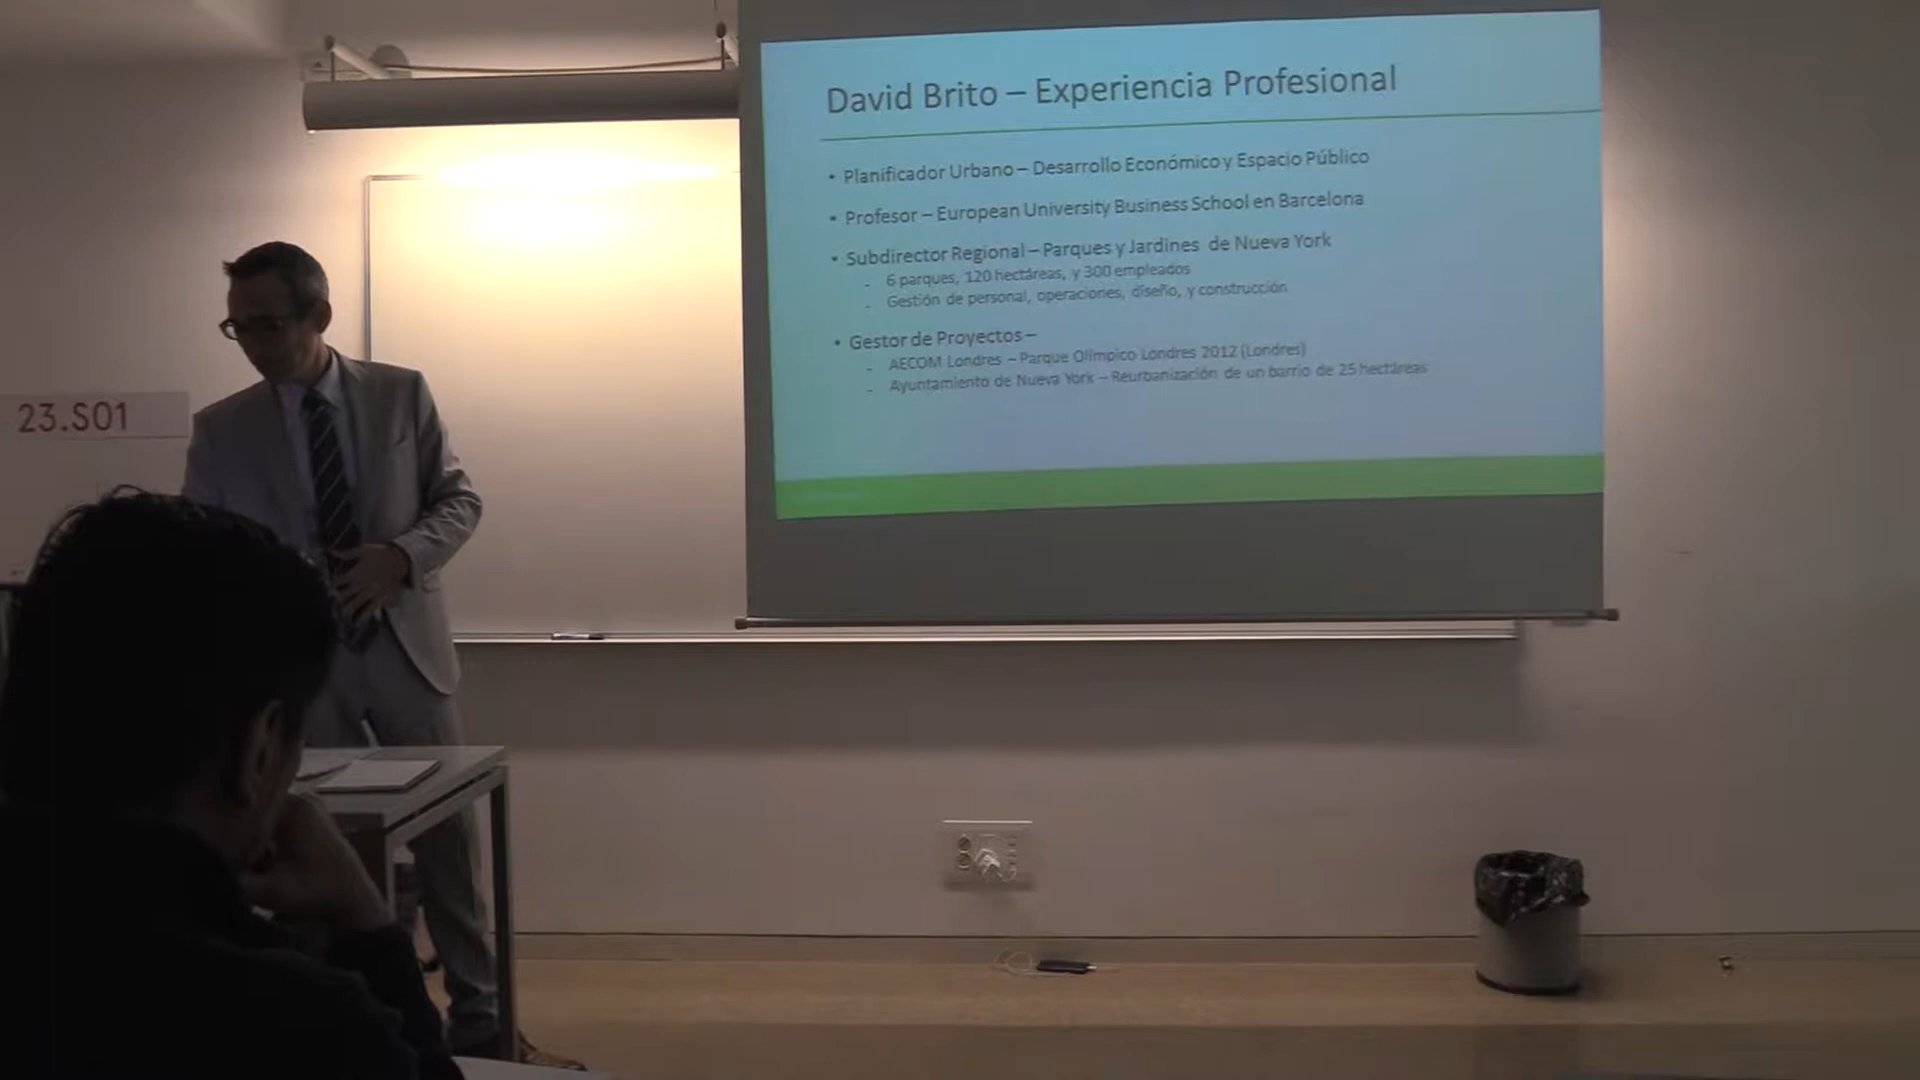 David Brito – Experiencia Profesional
• Planificador Urbano – Desarrollo Económico y Espacio Público
• Profesor – European University Business School en Barcelona
• Subdirector Regional – Parques y Jardines de Nueva York
- 6 parques, 120 hectáreas, y 300 empleados
- Gestión de personal, operaciones, diseño, y construcción
• Gestor de Proyectos –
- AECOM Londres – Parque Olímpico Londres 2012 (Londres)
- Ayuntamiento de Nueva York – Reurbanización de un barrio de 25 hectáreas
23.S01